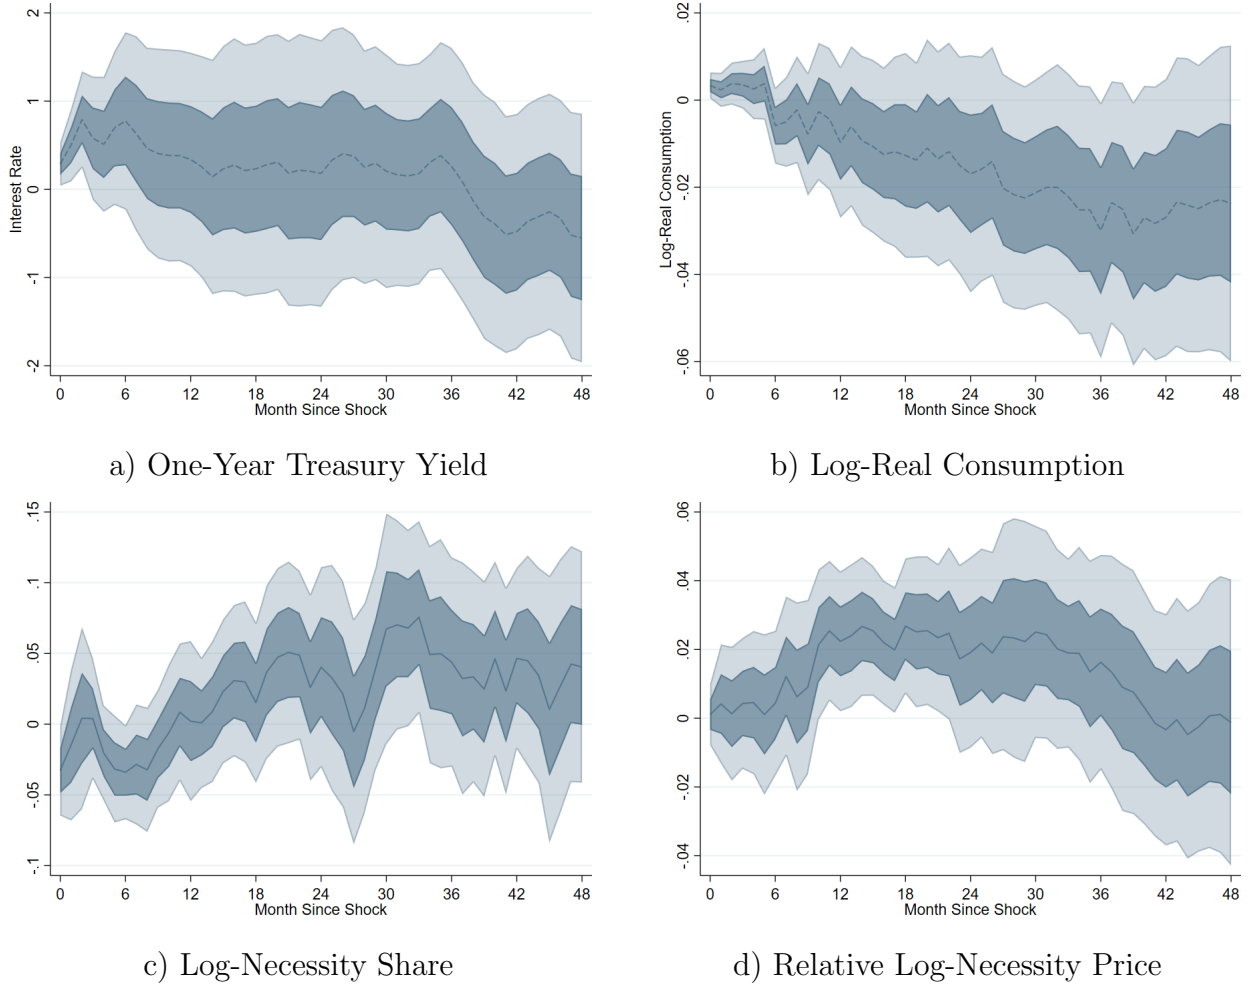 2
1
0
-1
-2
Interest Rate
0 6 12 18 24 30 36 42 48
Month Since Shock
a) One-Year Treasury Yield
.02
0
-.02
-.04
-.06
Log-Real Consumption
0 6 12 18 24 30 36 42 48
Month Since Shock
b) Log-Real Consumption
.15
.1
.05
0
-.05
-.1
0 6 12 18 24 30 36 42 48
Month Since Shock
c) Log-Necessity Share
.06
.04
.02
0
-.02
-.04
0 6 12 18 24 30 36 42 48
Month Since Shock
d) Relative Log-Necessity Price